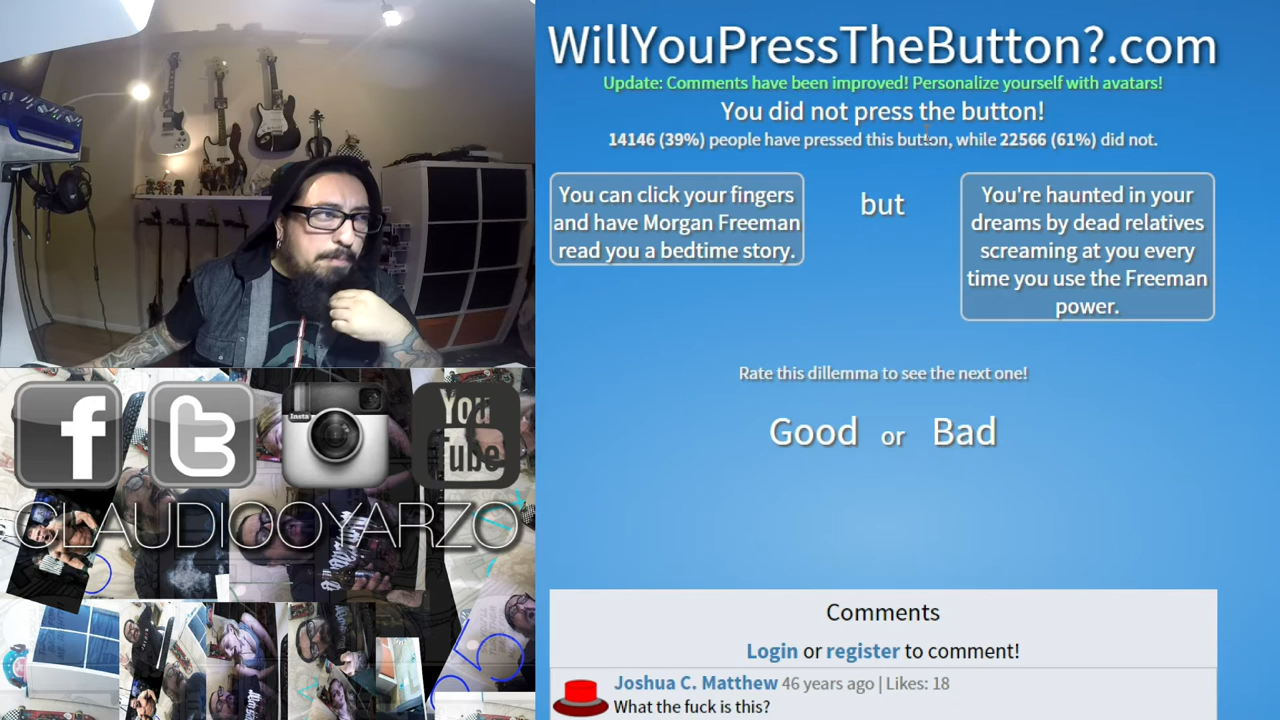 WillYouPressTheButton?.com
Update: Comments have been improved! Personalize yourself with avatars!
You did not press the button!
14146 (39%) people have pressed this button, while 22566 (61%) did not.
You can click your fingers
and have Morgan Freeman
read you a bedtime story.
but
You're haunted in your
dreams by dead relatives
screaming at you every
time you use the Freeman
power.
Rate this dillemma to see the next one!
Good or Bad
Comments
Login or register to comment!
Joshua C. Matthew 46 years ago | Likes: 18
What the fuck is this?
f
t
Insta
You
Tube
CLAUDIOOYARZO